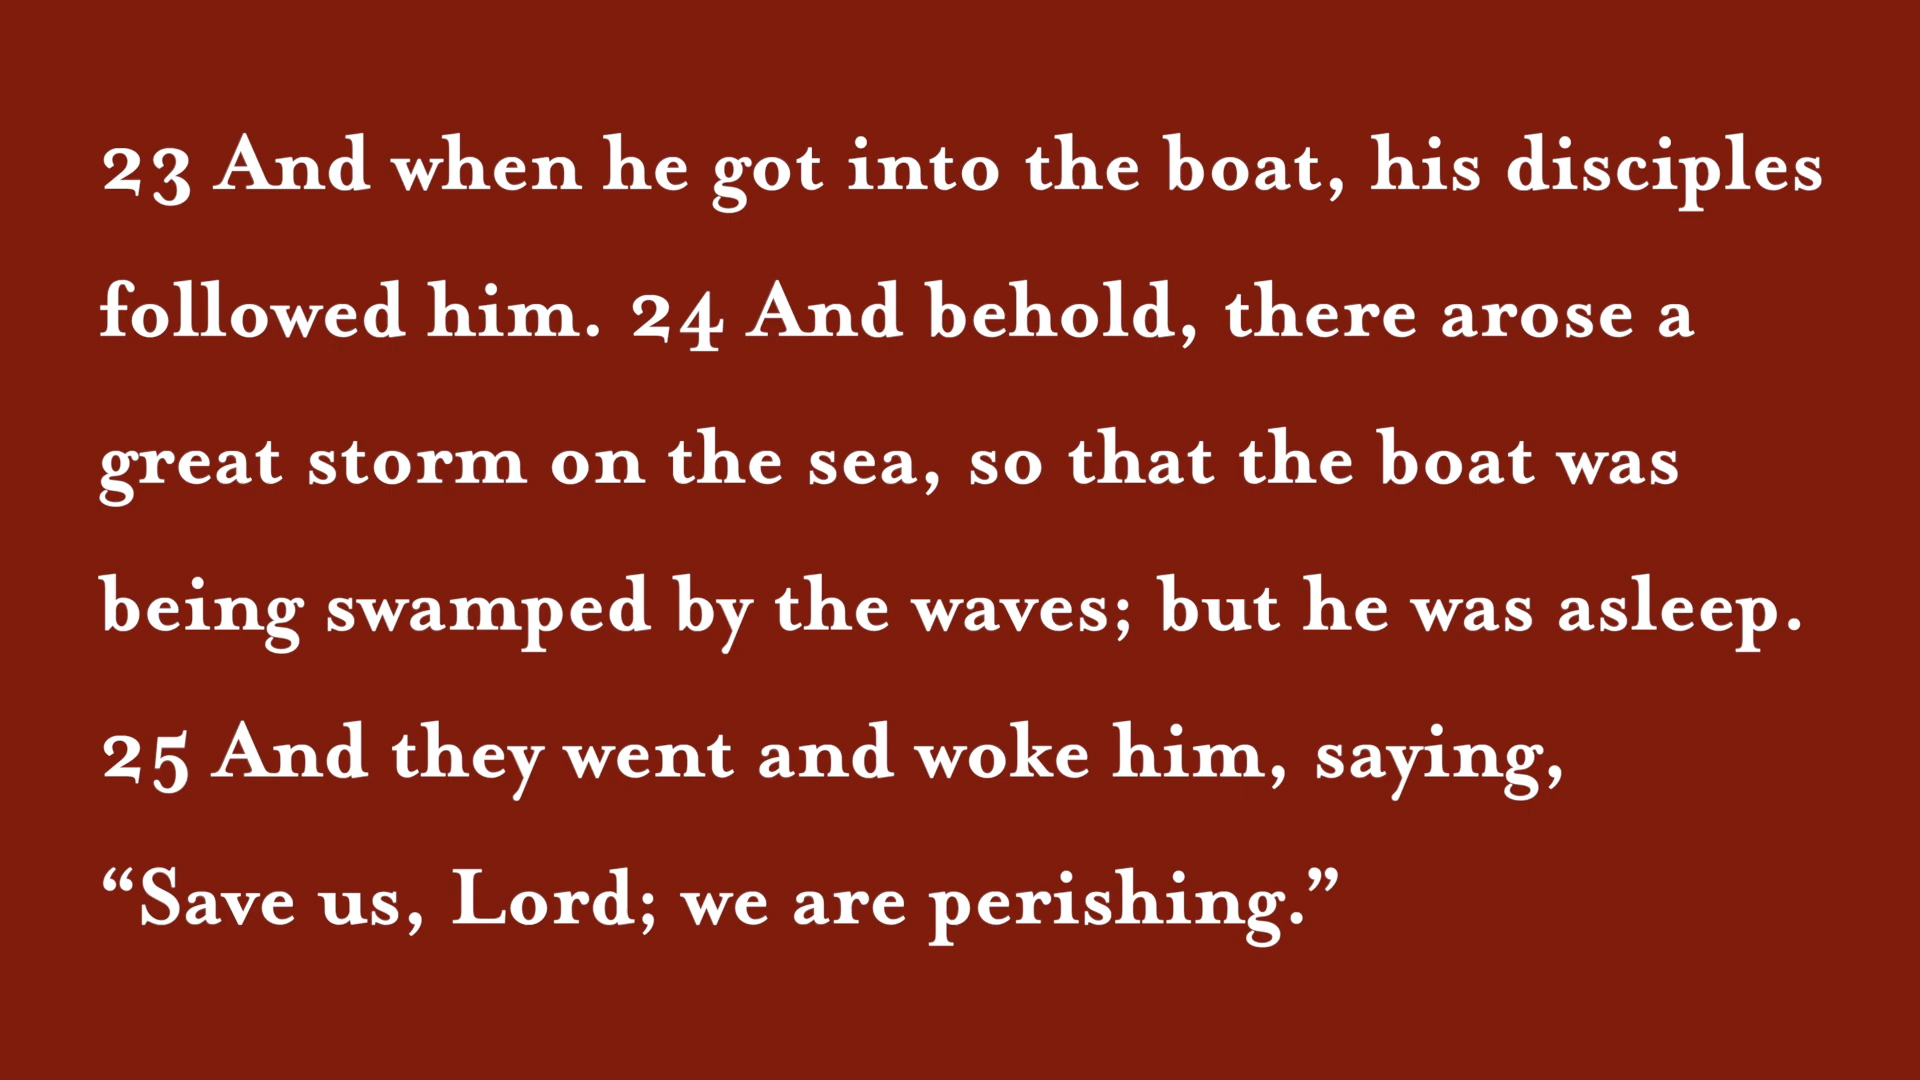 23 And when he got into the boat, his disciples
followed him. 24 And behold, there arose a
great storm on the sea, so that the boat was
being swamped by the waves; but he was asleep.
25 And they went and woke him, saying,
“Save us, Lord; we are perishing.”